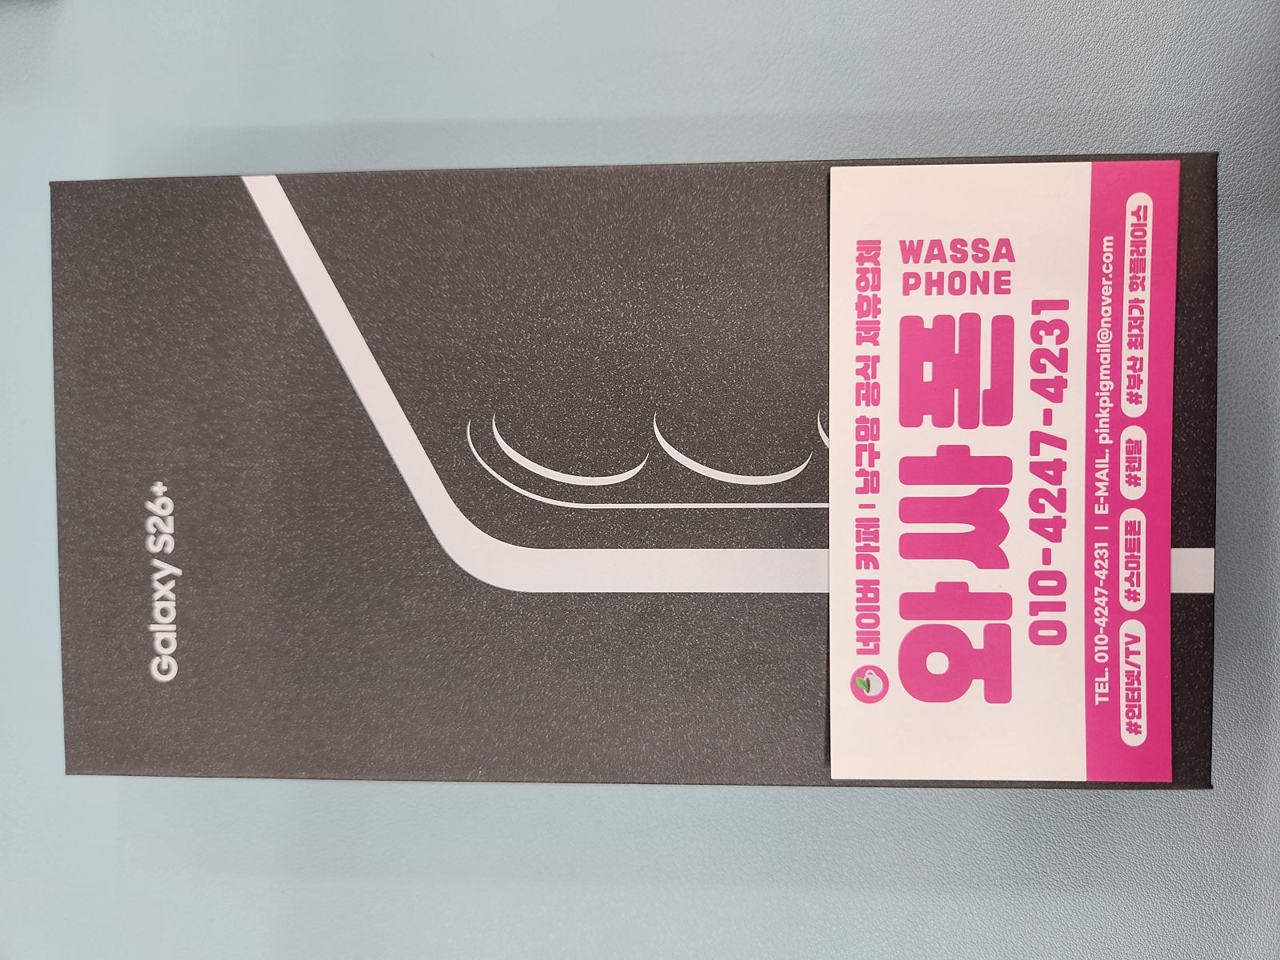 Galaxy S26+
네이버 카페 - 남구맘 공식 제휴업체
와싸폰
WASSA
PHONE
010-4247-4231
TEL. 010-4247-4231 | E-MAIL. pinkpigmail@naver.com
#인터넷/TV #스마트폰 #렌탈 #부산 최저가 핫플레이스